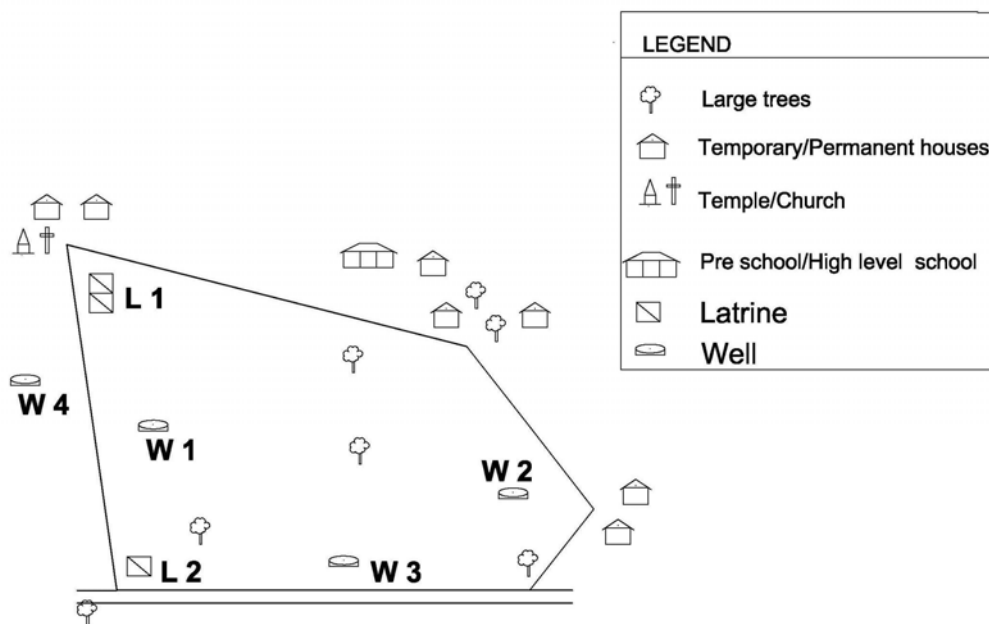 LEGEND
Large trees
Temporary/Permanent houses
Temple/Church
Pre school/High level school
Latrine
Well
L 1
W 4
W 1
W 2
L 2
W 3